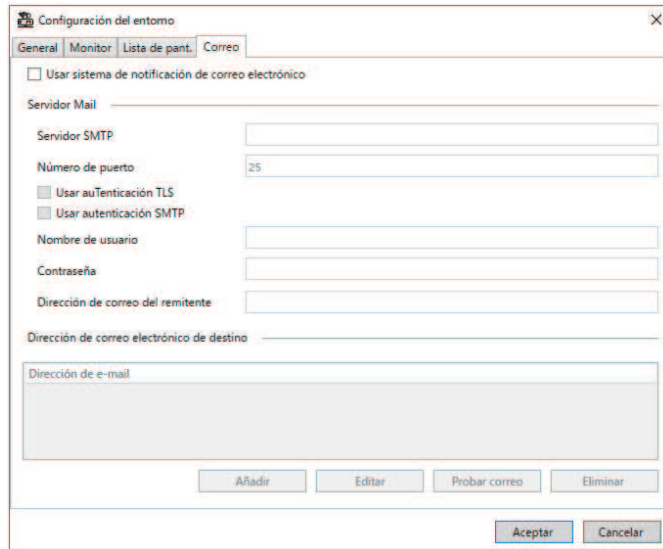 Configuración del entorno
General Monitor Lista de pant. Correo
Usar sistema de notificación de correo electrónico
Servidor Mail
Servidor SMTP
Número de puerto 25
Usar auTenticación TLS
Usar autenticación SMTP
Nombre de usuario
Contraseña
Dirección de correo del remitente
Dirección de correo electrónico de destino
Dirección de e-mail
Añadir Editar Probar correo Eliminar
Aceptar Cancelar